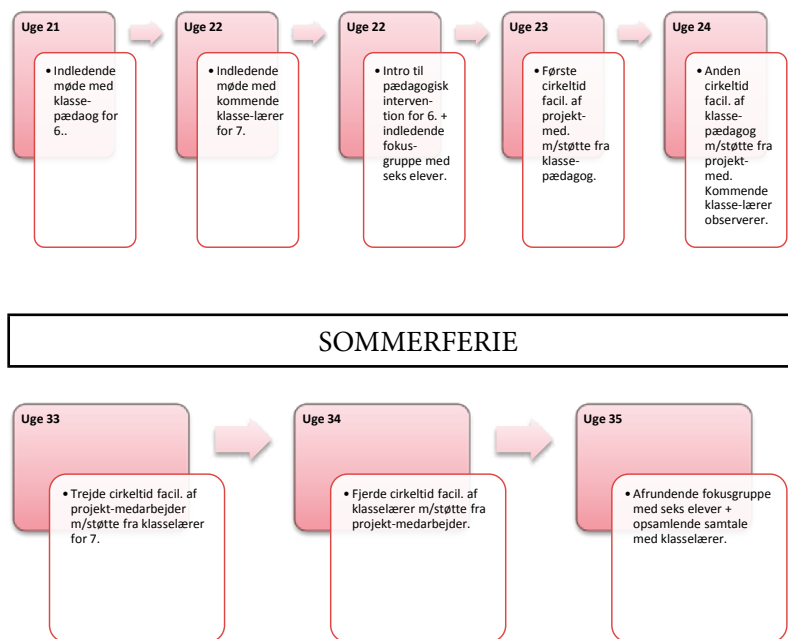 Uge 21
• Indledende
møde med
klasse-
pædaog for
6..
Uge 22
• Indledende
møde med
kommende
klasse-lærer
for 7.
Uge 22
• Intro til
pædagogisk
interven-
tion for 6. +
indledende
fokus-
gruppe med
seks elever.
Uge 23
• Første
cirkeltid
facil. af
projekt-
med.
m/støtte fra
klasse-
pædagog.
Uge 24
• Anden
cirkeltid
facil. af
klasse-
pædagog
m/støtte fra
projekt-
med.
Kommende
klasse-lærer
observerer.
SOMMERFERIE
Uge 33
• Trejde cirkeltid facil. af
projekt-medarbejder
m/støtte fra klasselærer
for 7.
Uge 34
• Fjerde cirkeltid facil. af
klasselærer m/støtte fra
projekt-medarbejder.
Uge 35
• Afrundende fokusgruppe
med seks elever +
opsamlende samtale
med klasselærer.